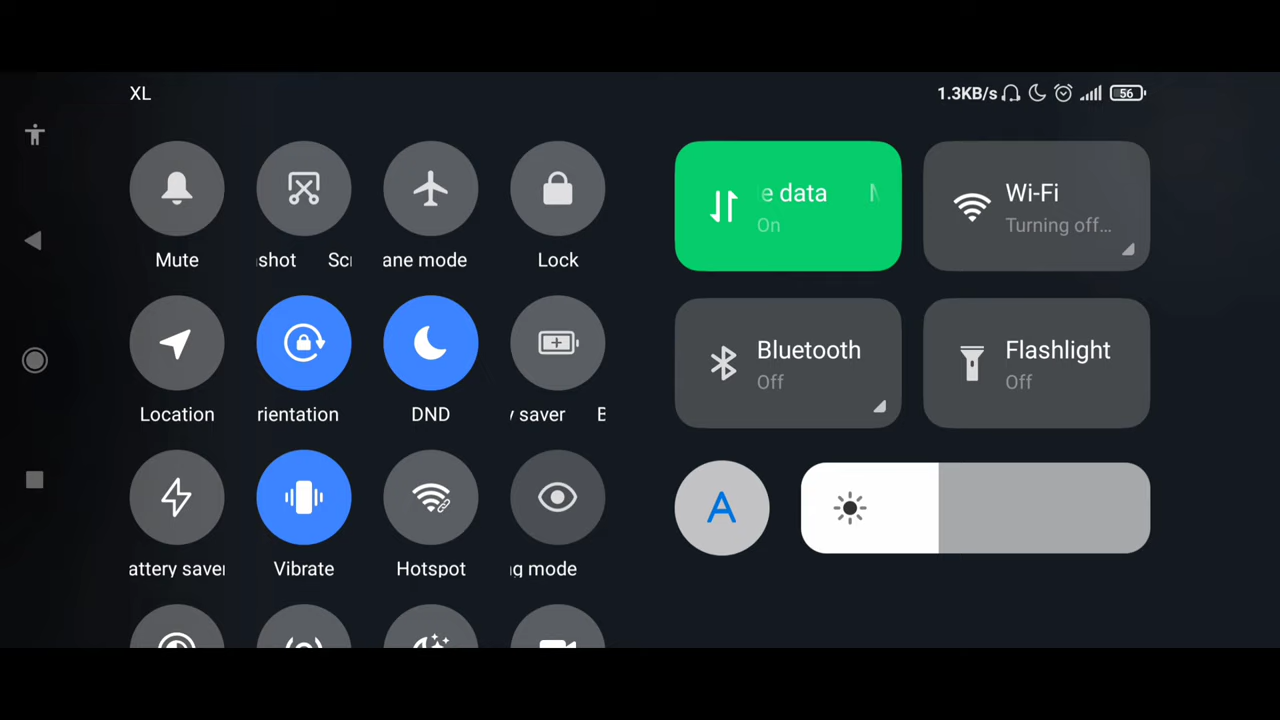 XL
1.3KB/s 56
Mute
shot Scr
ane mode
Lock
e data
On
Wi-Fi
Turning off...
Location
rientation
DND
y saver
Bluetooth
Off
Flashlight
Off
attery saver
Vibrate
Hotspot
g mode
A